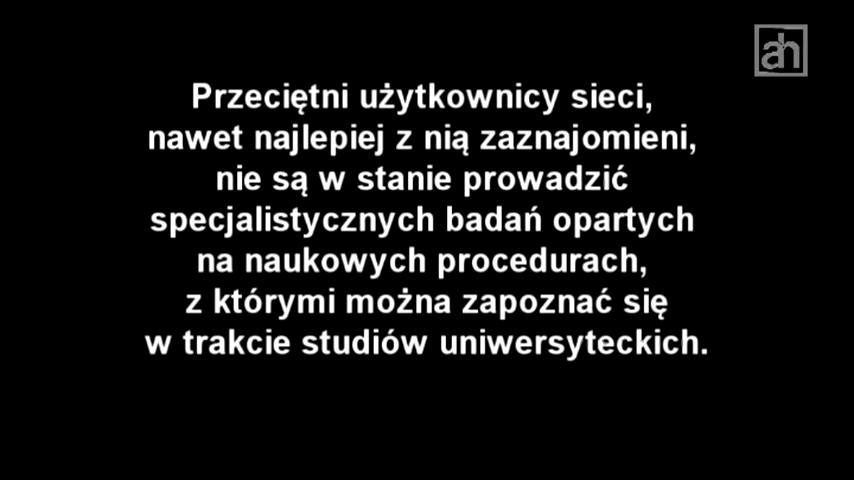 ah
Przeciętni użytkownicy sieci,
nawet najlepiej z nią zaznajomieni,
nie są w stanie prowadzić
specjalistycznych badań opartych
na naukowych procedurach,
z którymi można zapoznać się
w trakcie studiów uniwersyteckich.